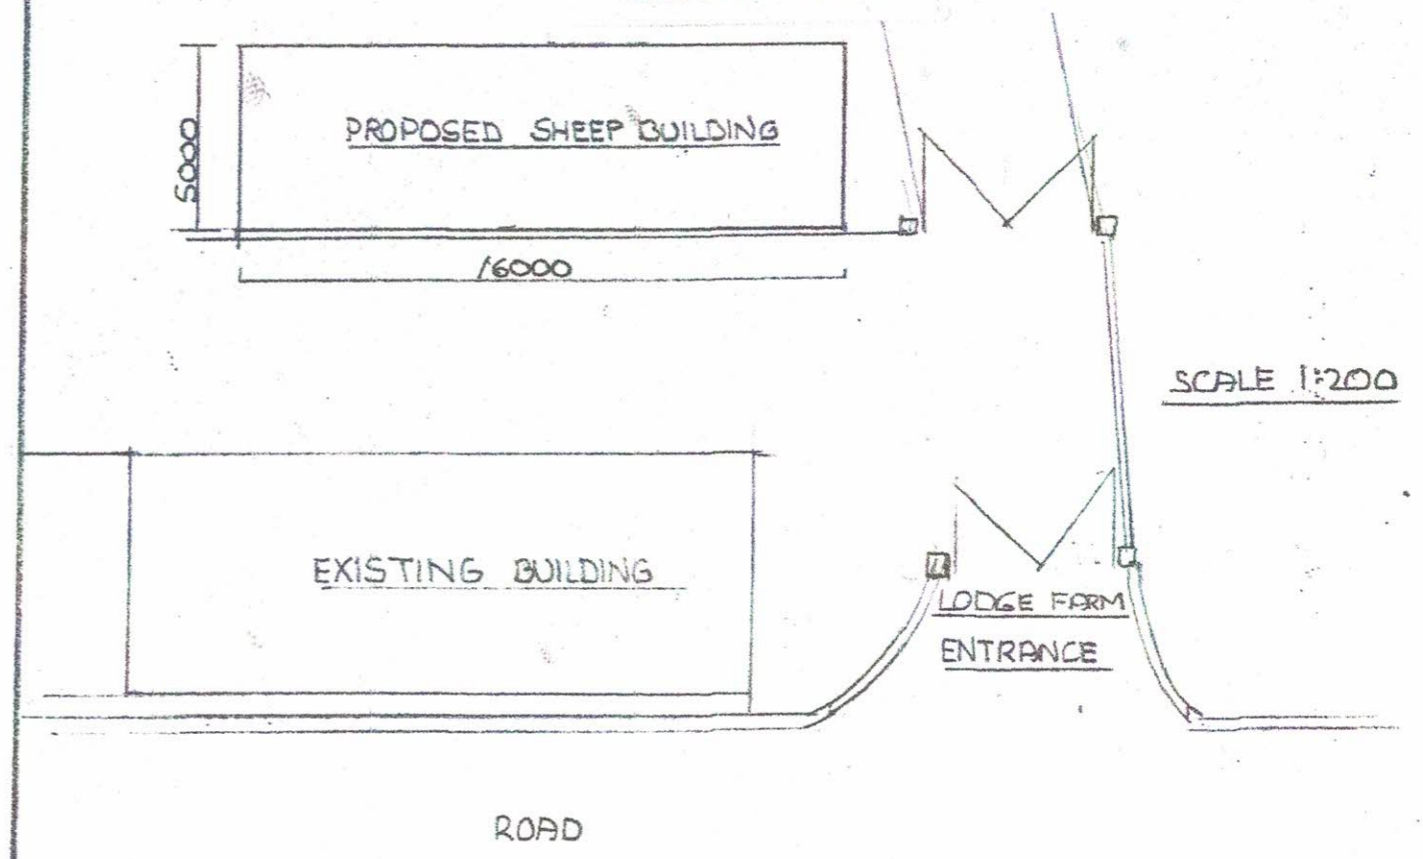 PROPOSED SHEEP BUILDING
5000
16000
SCALE 1:200
EXISTING BUILDING
LODGE FARM
ENTRANCE
ROAD